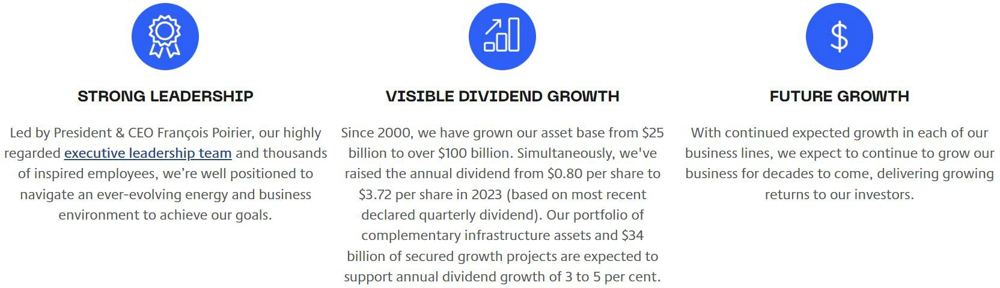 STRONG LEADERSHIP
Led by President & CEO François Poirier, our highly
regarded executive leadership team and thousands
of inspired employees, we’re well positioned to
navigate an ever-evolving energy and business
environment to achieve our goals.
VISIBLE DIVIDEND GROWTH
Since 2000, we have grown our asset base from $25
billion to over $100 billion. Simultaneously, we've
raised the annual dividend from $0.80 per share to
$3.72 per share in 2023 (based on most recent
declared quarterly dividend). Our portfolio of
complementary infrastructure assets and $34
billion of secured growth projects are expected to
support annual dividend growth of 3 to 5 per cent.
$
FUTURE GROWTH
With continued expected growth in each of our
business lines, we expect to continue to grow our
business for decades to come, delivering growing
returns to our investors.